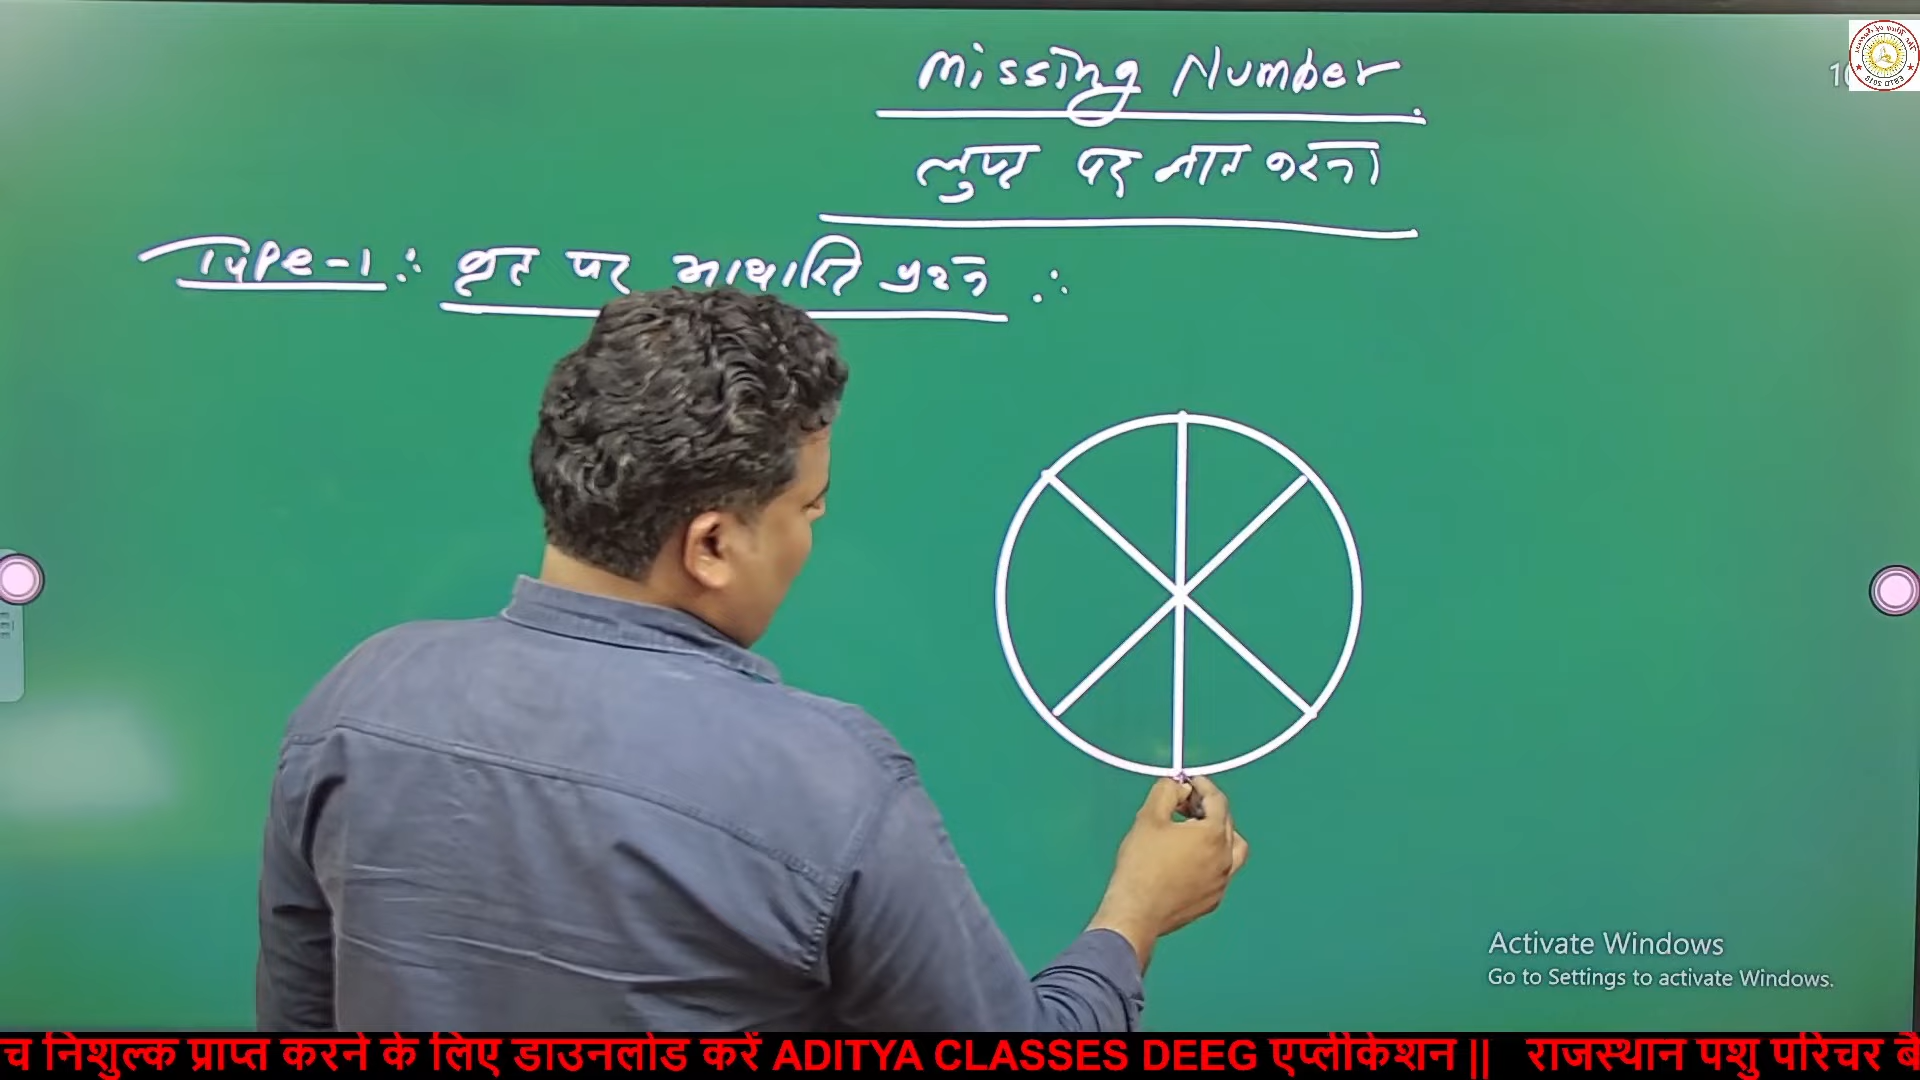 Missing Number
लुप्त पद ज्ञात करना
Type-1 :- वृत पर आधारित प्रश्न :-
Activate Windows
Go to Settings to activate Windows.
च निशुल्क प्राप्त करने के लिए डाउनलोड करें ADITYA CLASSES DEEG एप्लीकेशन || राजस्थान पशु परिचर बै